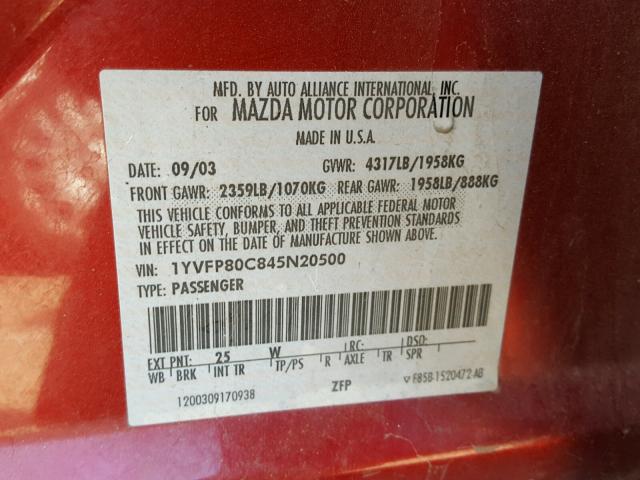 MFD. BY AUTO ALLIANCE INTERNATIONAL, INC.
FOR MAZDA MOTOR CORPORATION
MADE IN U.S.A.
DATE: 09/03 GVWR: 4317LB/1958KG
FRONT GAWR: 2359LB/1070KG REAR GAWR: 1958LB/888KG
THIS VEHICLE CONFORMS TO ALL APPLICABLE FEDERAL MOTOR
VEHICLE SAFETY, BUMPER, AND THEFT PREVENTION STANDARDS
IN EFFECT ON THE DATE OF MANUFACTURE SHOWN ABOVE.
VIN: 1YVFP80C845N20500
TYPE: PASSENGER
EXT PNT: 25 W RC: DSO:
WB BRK INT TR TP/PS R AXLE TR SPR
1200309170938 ZFP F85B-1520472-AB